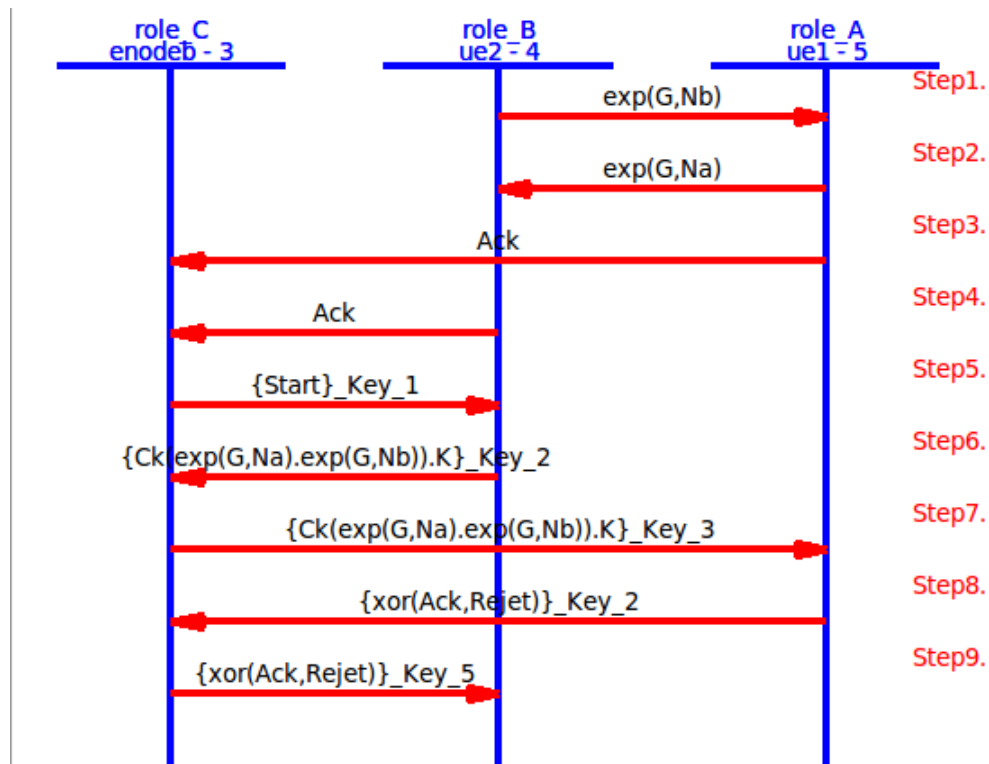 role_C
enodeb - 3
role_B
ue2 - 4
role_A
ue1 - 5
Step1.
exp(G,Nb)
Step2.
exp(G,Na)
Step3.
Ack
Step4.
Ack
Step5.
{Start}_Key_1
Step6.
{Ck(exp(G,Na).exp(G,Nb)).K}_Key_2
Step7.
{Ck(exp(G,Na).exp(G,Nb)).K}_Key_3
Step8.
{xor(Ack,Rejet)}_Key_2
Step9.
{xor(Ack,Rejet)}_Key_5